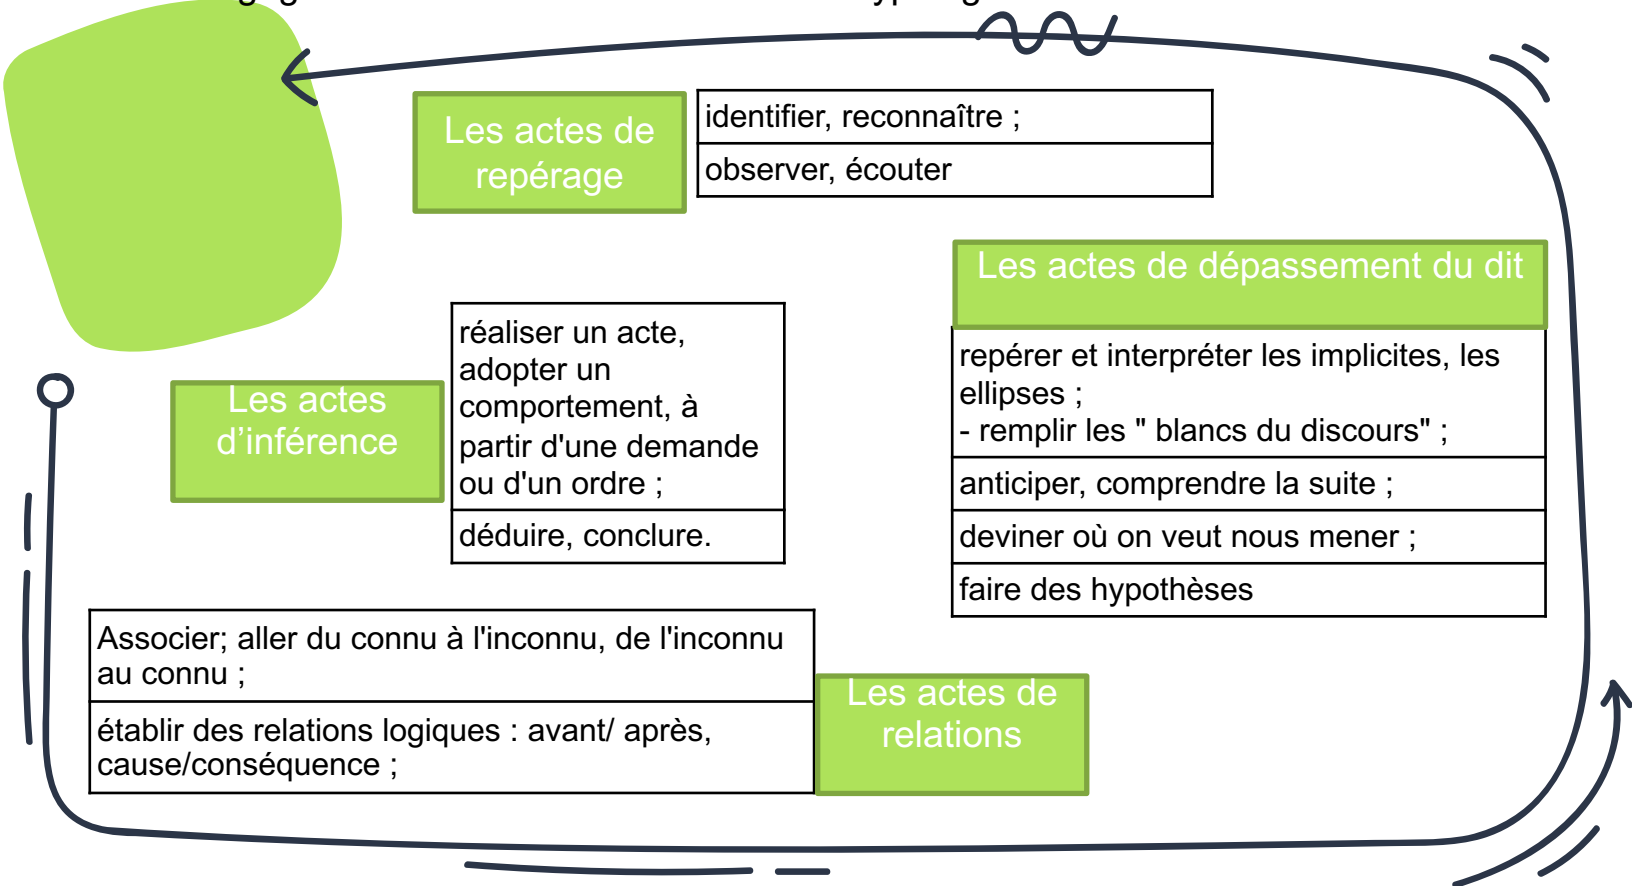 Les actes de
repérage
identifier, reconnaître ;
observer, écouter
Les actes de dépassement du dit
repérer et interpréter les implicites, les
ellipses ;
- remplir les " blancs du discours" ;
anticiper, comprendre la suite ;
deviner où on veut nous mener ;
faire des hypothèses
Les actes
d’inférence
réaliser un acte,
adopter un
comportement, à
partir d'une demande
ou d'un ordre ;
déduire, conclure.
Associer; aller du connu à l'inconnu, de l'inconnu
au connu ;
établir des relations logiques : avant/ après,
cause/conséquence ;
Les actes de
relations